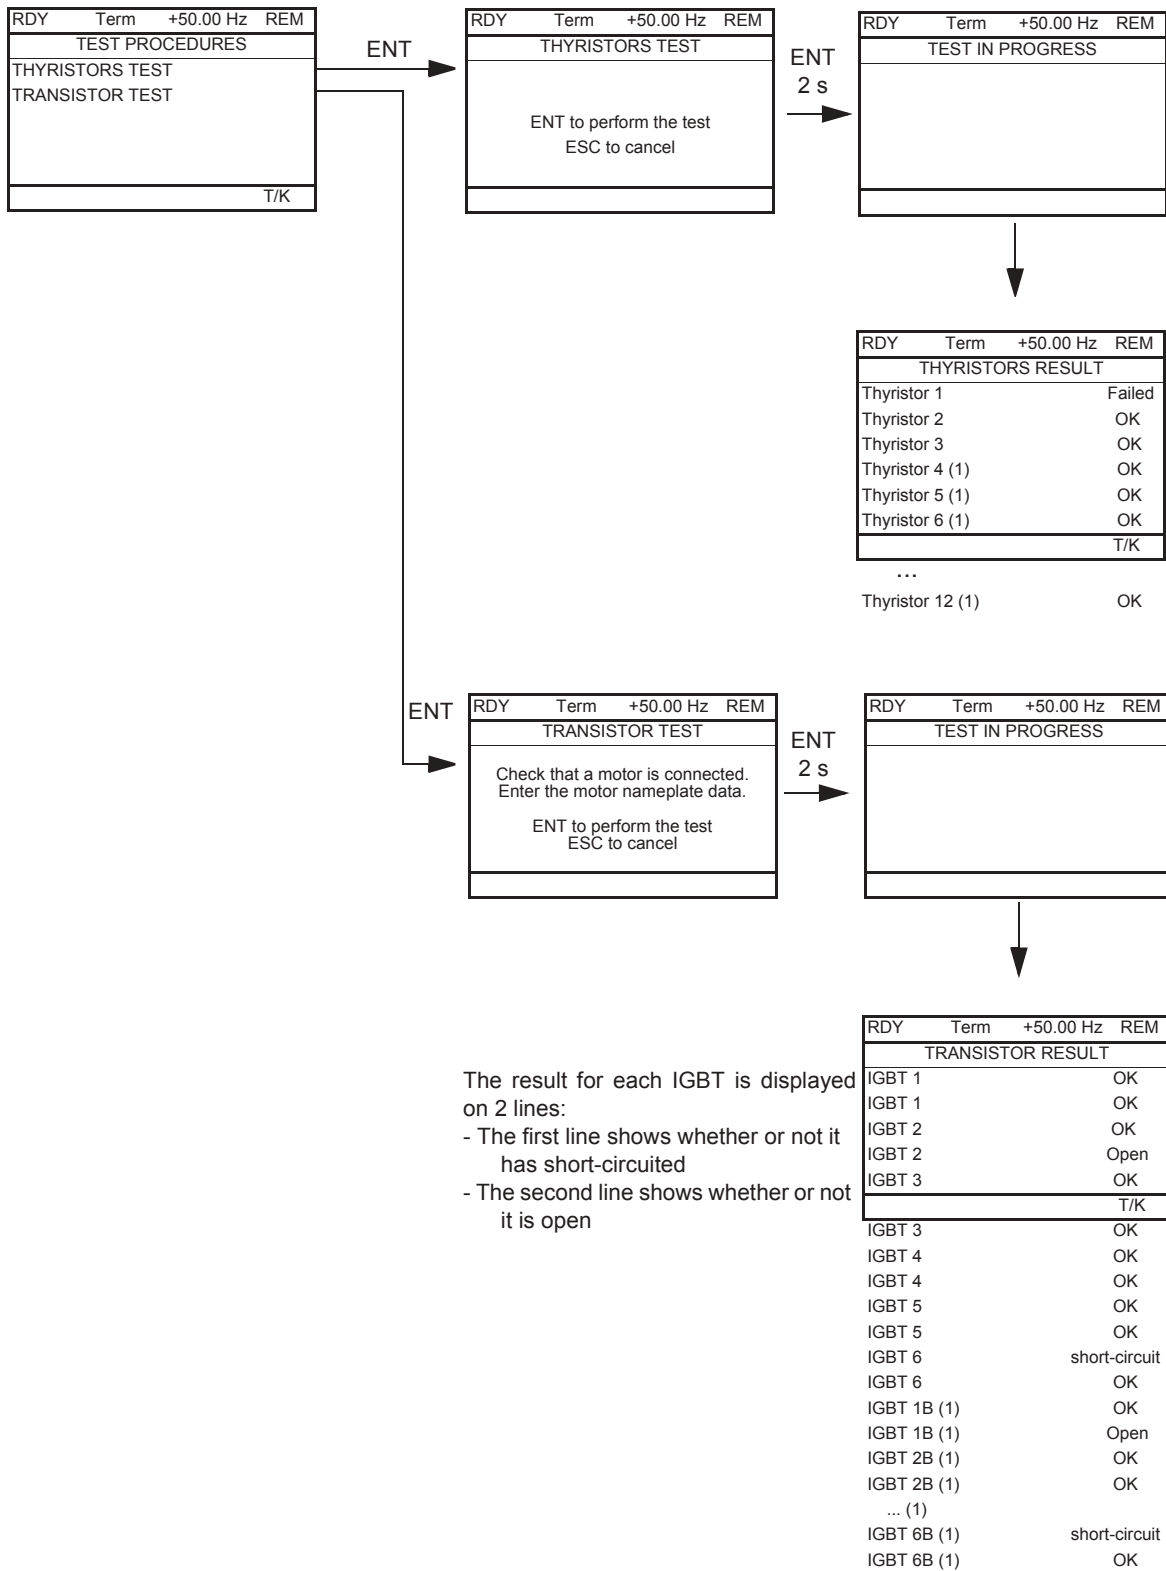 RDY Term +50.00 Hz REM
TEST PROCEDURES
THYRISTORS TEST
TRANSISTOR TEST
T/K
ENT
RDY Term +50.00 Hz REM
THYRISTORS TEST
ENT to perform the test
ESC to cancel
ENT
2 s
RDY Term +50.00 Hz REM
TEST IN PROGRESS
RDY Term +50.00 Hz REM
THYRISTORS RESULT
Thyristor 1 Failed
Thyristor 2 OK
Thyristor 3 OK
Thyristor 4 (1) OK
Thyristor 5 (1) OK
Thyristor 6 (1) OK
T/K
...
Thyristor 12 (1) OK
ENT
RDY Term +50.00 Hz REM
TRANSISTOR TEST
Check that a motor is connected.
Enter the motor nameplate data.
ENT to perform the test
ESC to cancel
ENT
2 s
RDY Term +50.00 Hz REM
TEST IN PROGRESS
The result for each IGBT is displayed
on 2 lines:
- The first line shows whether or not it
has short-circuited
- The second line shows whether or not
it is open
RDY Term +50.00 Hz REM
TRANSISTOR RESULT
IGBT 1 OK
IGBT 1 OK
IGBT 2 OK
IGBT 2 Open
IGBT 3 OK
T/K
IGBT 3 OK
IGBT 4 OK
IGBT 4 OK
IGBT 5 OK
IGBT 5 OK
IGBT 6 short-circuit
IGBT 6 OK
IGBT 1B (1) OK
IGBT 1B (1) Open
IGBT 2B (1) OK
IGBT 2B (1) OK
... (1)
IGBT 6B (1) short-circuit
IGBT 6B (1) OK